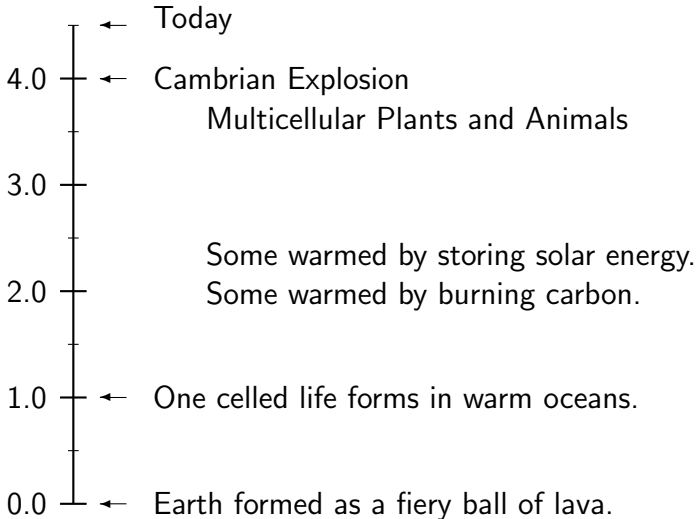 Today
4.0 Cambrian Explosion
Multicellular Plants and Animals
3.0
Some warmed by storing solar energy.
2.0 Some warmed by burning carbon.
1.0 One celled life forms in warm oceans.
0.0 Earth formed as a fiery ball of lava.